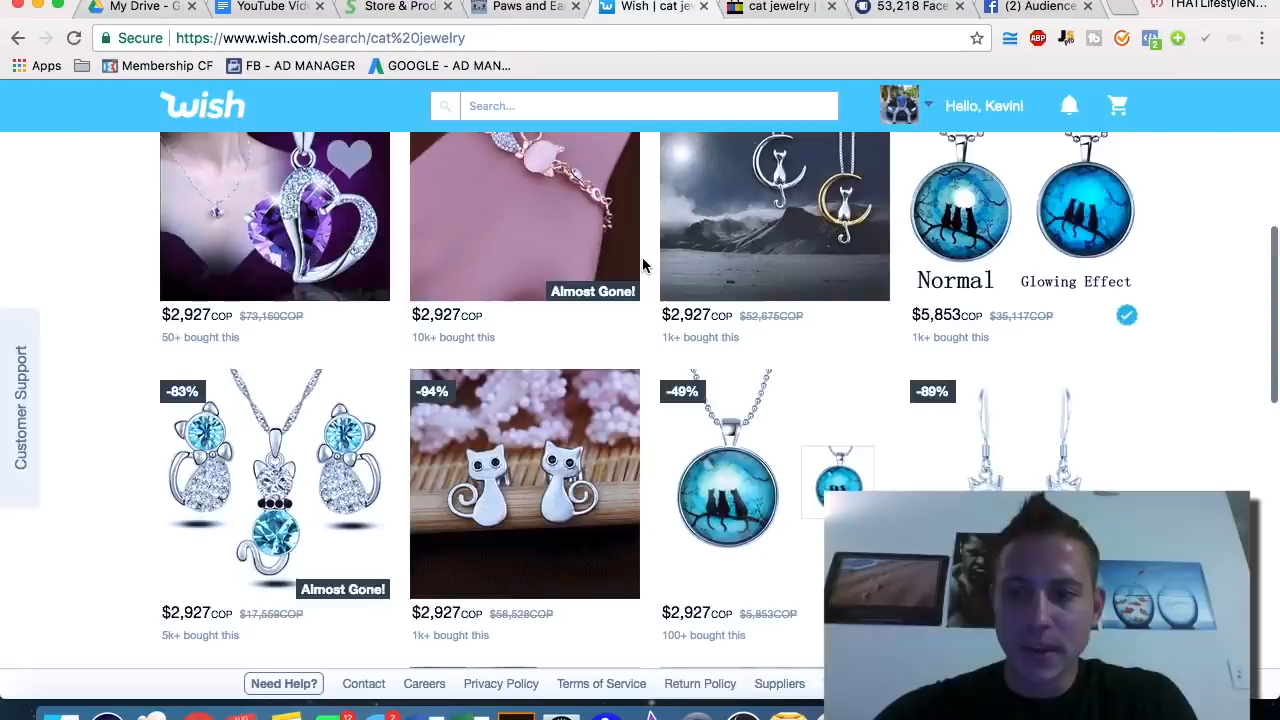 My Drive - G
YouTube Vid
Store & Prod
Paws and Ea
Wish | cat je
cat jewelry
53,218 Face
(2) Audience
THATLifestyleN...
Secure https://www.wish.com/search/cat%20jewelry
ABP
2
Apps
Membership CF
FB - AD MANAGER
GOOGLE - AD MAN...
wish
Search...
Hello, Kevin!
Almost Gone!
Normal
Glowing Effect
$2,927COP $73,160COP
50+ bought this
$2,927COP
10k+ bought this
$2,927COP $52,675COP
1k+ bought this
$5,853COP $35,117COP
1k+ bought this
Customer Support
-83%
-94%
-49%
-89%
Almost Gone!
$2,927COP $17,559COP
5k+ bought this
$2,927COP $58,528COP
1k+ bought this
$2,927COP $5,853COP
100+ bought this
Need Help?
Contact
Careers
Privacy Policy
Terms of Service
Return Policy
Suppliers
12
2